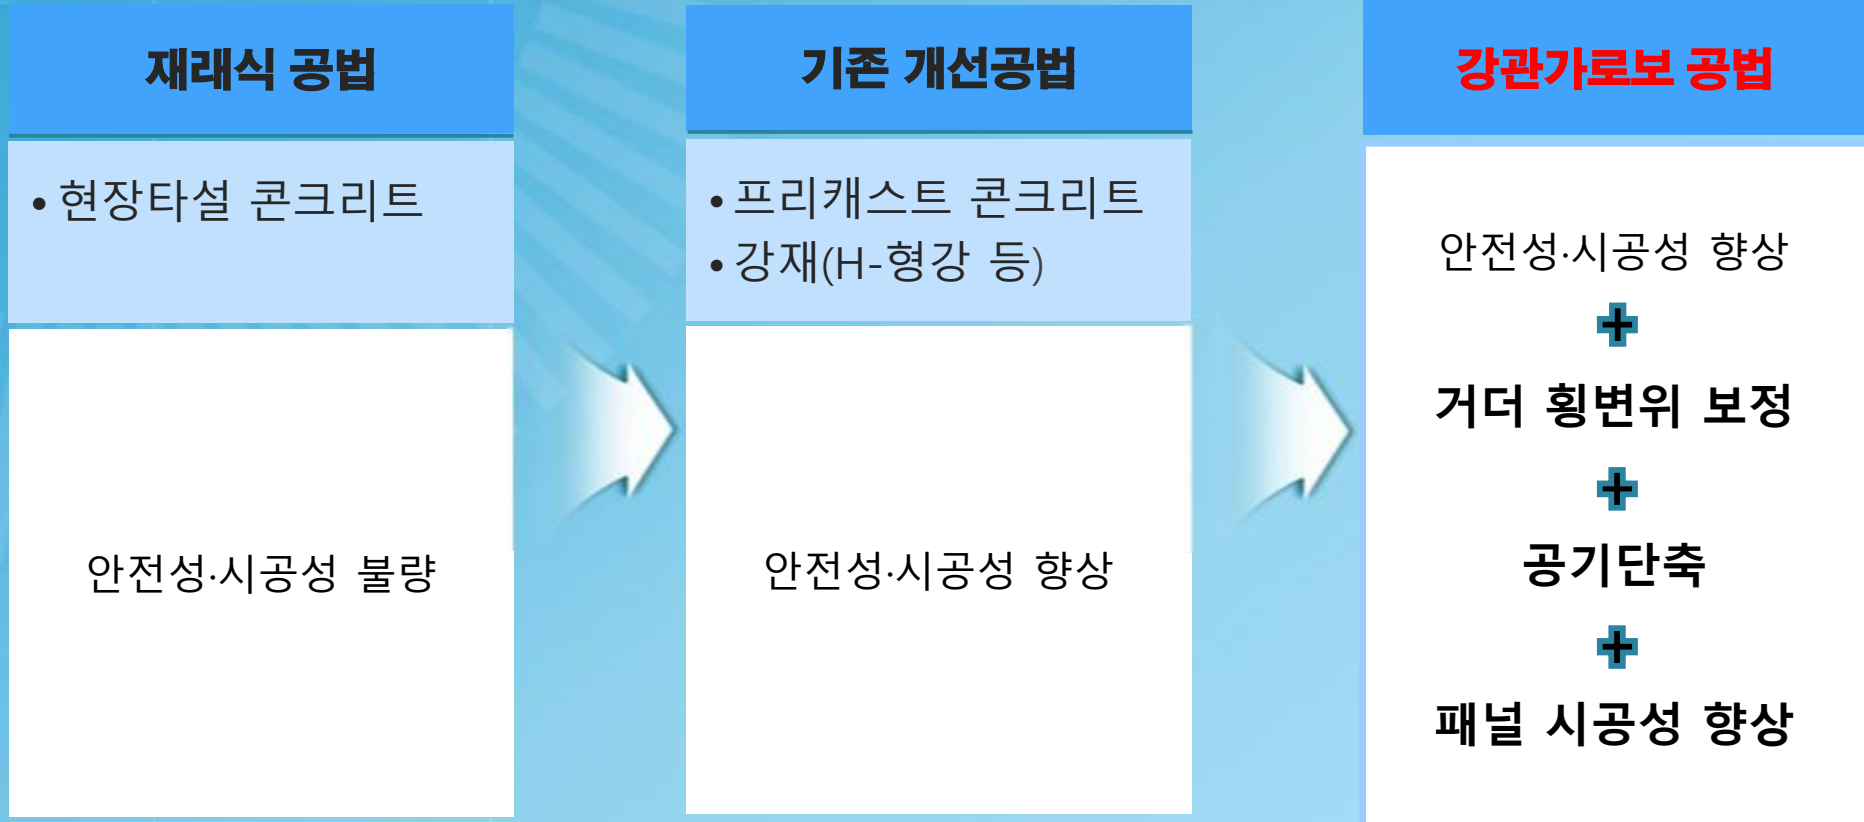 재래식 공법
• 현장타설 콘크리트
안전성·시공성 불량
기존 개선공법
• 프리캐스트 콘크리트
• 강재(H-형강 등)
안전성·시공성 향상
강관가로보 공법
안전성·시공성 향상
+
거더 횡변위 보정
+
공기단축
+
패널 시공성 향상